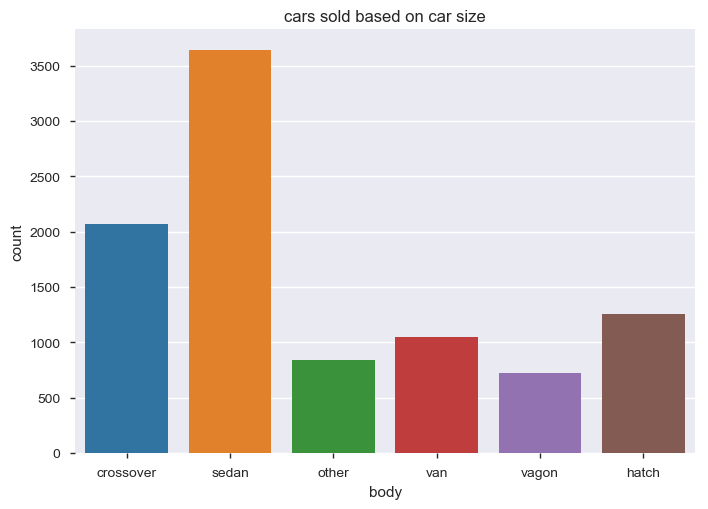 cars sold based on car size
count
3500
3000
2500
2000
1500
1000
500
0
crossover sedan other van vagon hatch
body